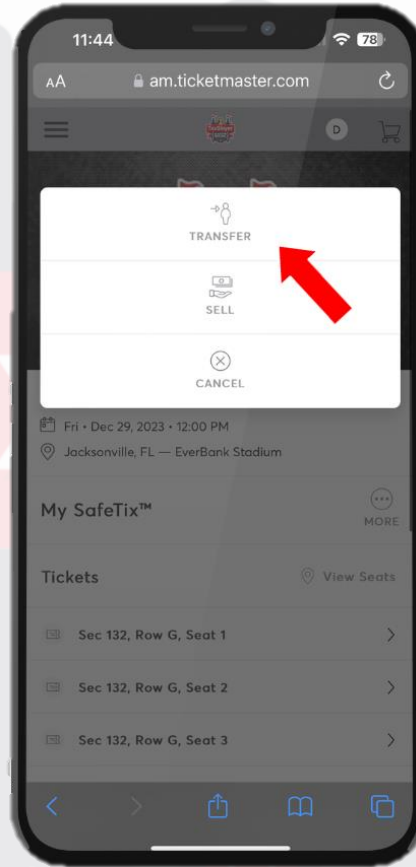 11:44
78
AA am.ticketmaster.com
D
TRANSFER
SELL
CANCEL
Fri • Dec 29, 2023 • 12:00 PM
Jacksonville, FL — EverBank Stadium
My SafeTix™
MORE
Tickets View Seats
Sec 132, Row G, Seat 1
Sec 132, Row G, Seat 2
Sec 132, Row G, Seat 3